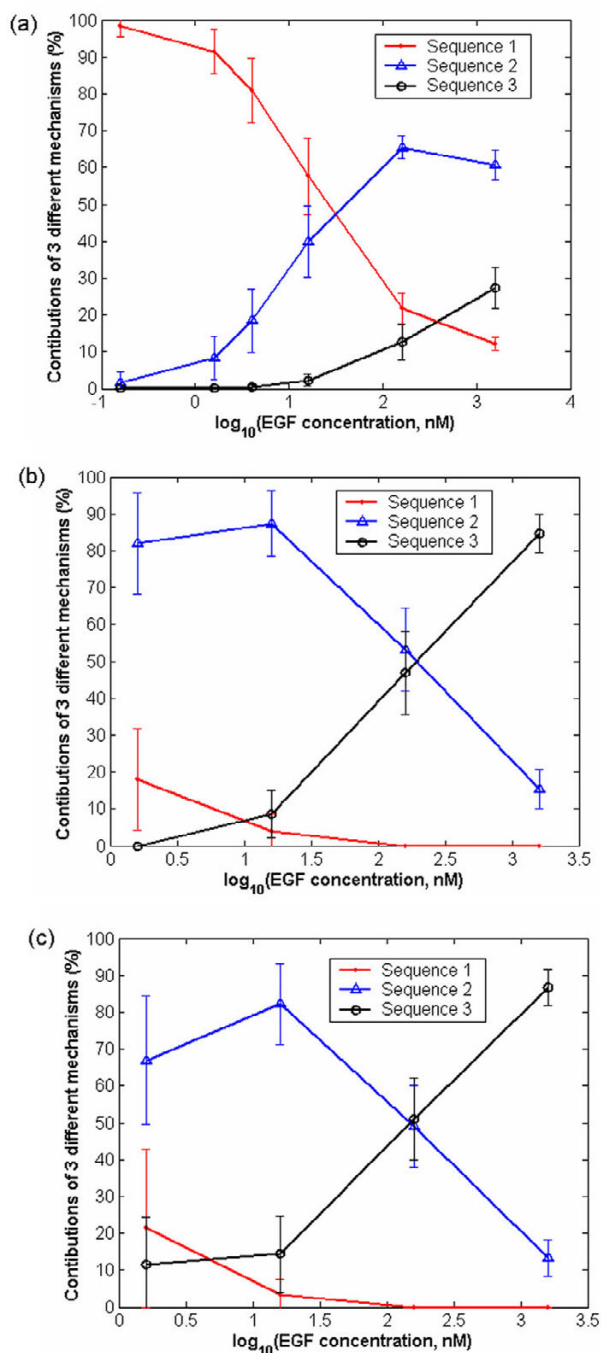 (a)
Contibutions of 3 different mechanisms (%)
100
90
80
70
60
50
40
30
20
10
0
Sequence 1
Sequence 2
Sequence 3
-1 0 1 2 3 4
log10(EGF concentration, nM)
(b)
Contibutions of 3 different mechanisms (%)
100
90
80
70
60
50
40
30
20
10
0
Sequence 1
Sequence 2
Sequence 3
0 0.5 1 1.5 2 2.5 3 3.5
log10(EGF concentration, nM)
(c)
Contibutions of 3 different mechanisms (%)
100
90
80
70
60
50
40
30
20
10
0
Sequence 1
Sequence 2
Sequence 3
0 0.5 1 1.5 2 2.5 3 3.5
log10(EGF concentration, nM)